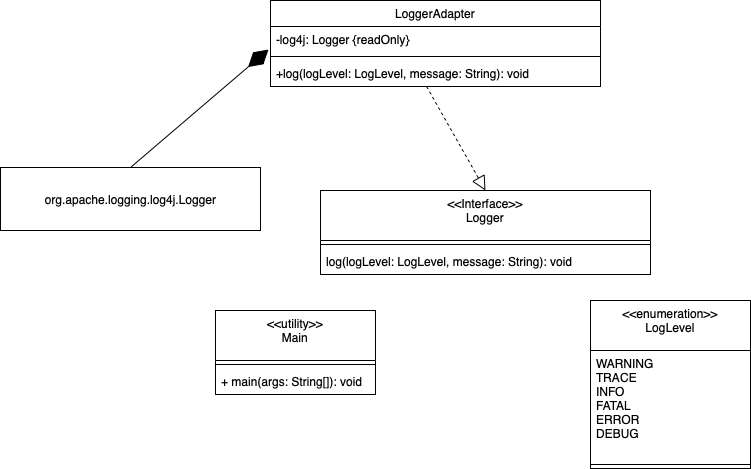 LoggerAdapter
-log4j: Logger {readOnly}
+log(logLevel: LogLevel, message: String): void
org.apache.logging.log4j.Logger
<<Interface>>
Logger
log(logLevel: LogLevel, message: String): void
<<utility>>
Main
+ main(args: String[]): void
<<enumeration>>
LogLevel
WARNING
TRACE
INFO
FATAL
ERROR
DEBUG